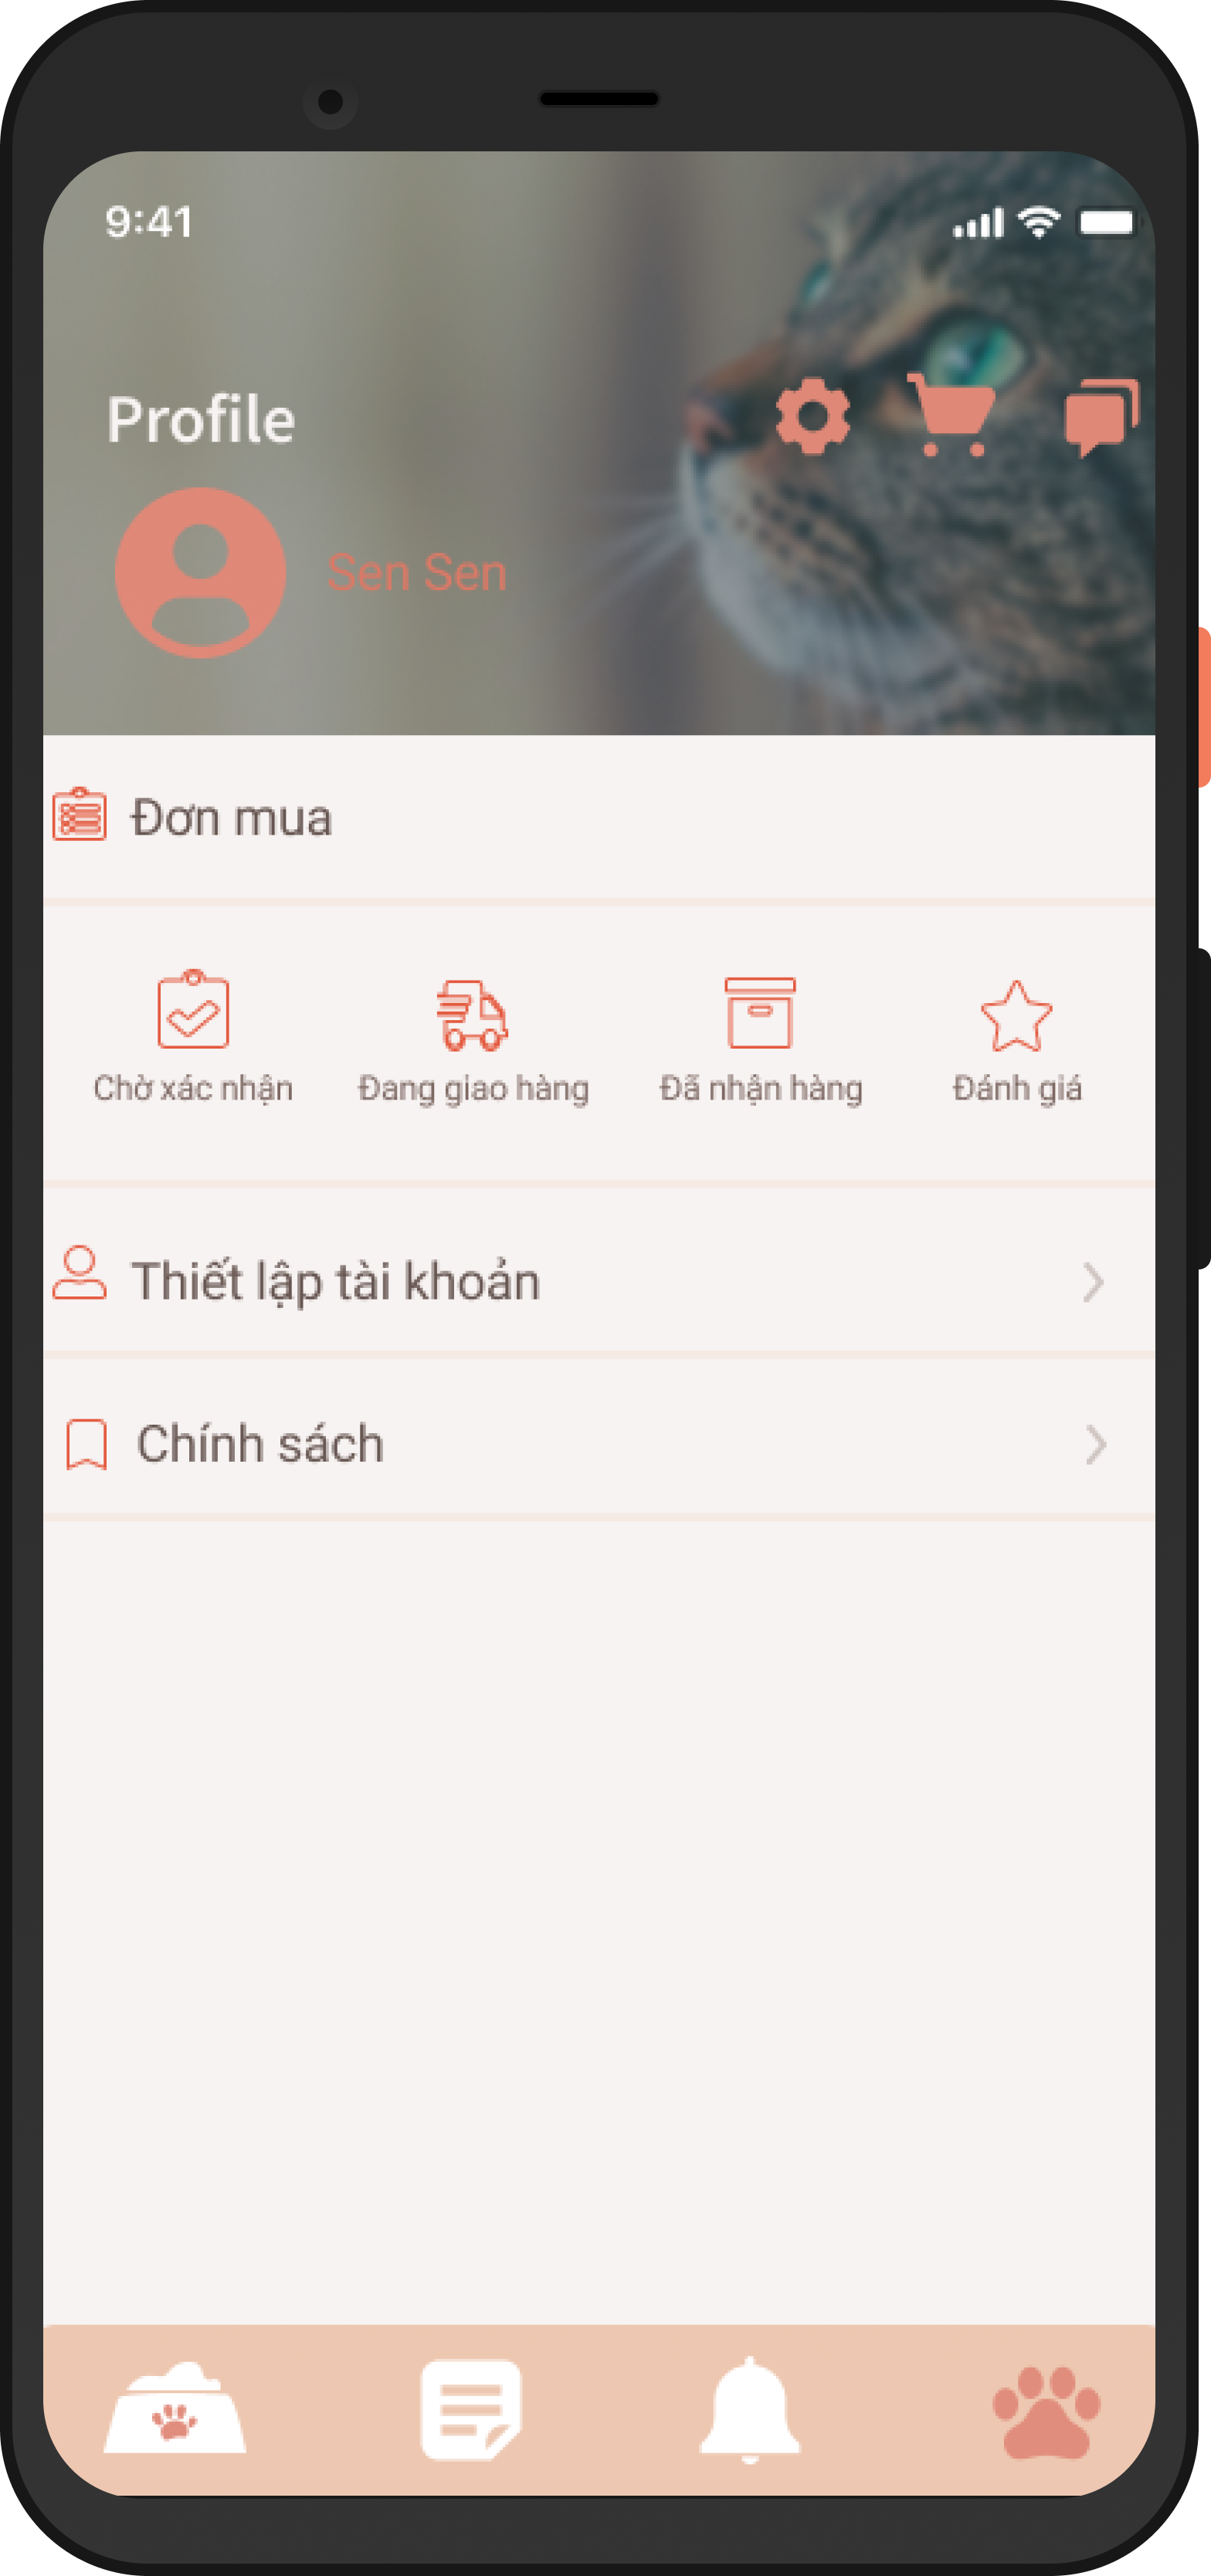 9:41
Profile
Sen Sen
Đơn mua
Chờ xác nhận
Đang giao hàng
Đã nhận hàng
Đánh giá
Thiết lập tài khoản
Chính sách